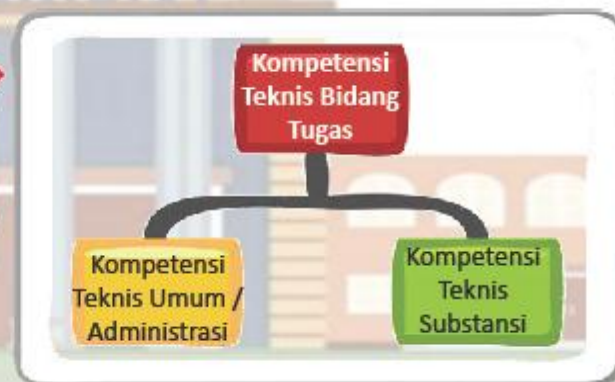 Kompetensi
Teknis Bidang
Tugas
Kompetensi
Teknis Umum /
Administrasi
Kompetensi
Teknis
Substansi